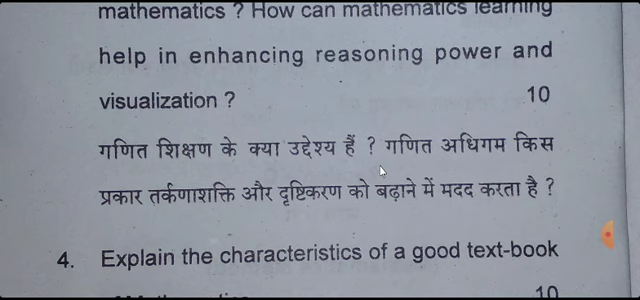 mathematics ? How can mathematics learning
help in enhancing reasoning power and
visualization ? 10
गणित शिक्षण के क्या उद्देश्य हैं ? गणित अधिगम किस
प्रकार तर्कणाशक्ति और दृष्टिकरण को बढ़ाने में मदद करता है ?
4. Explain the characteristics of a good text-book
10